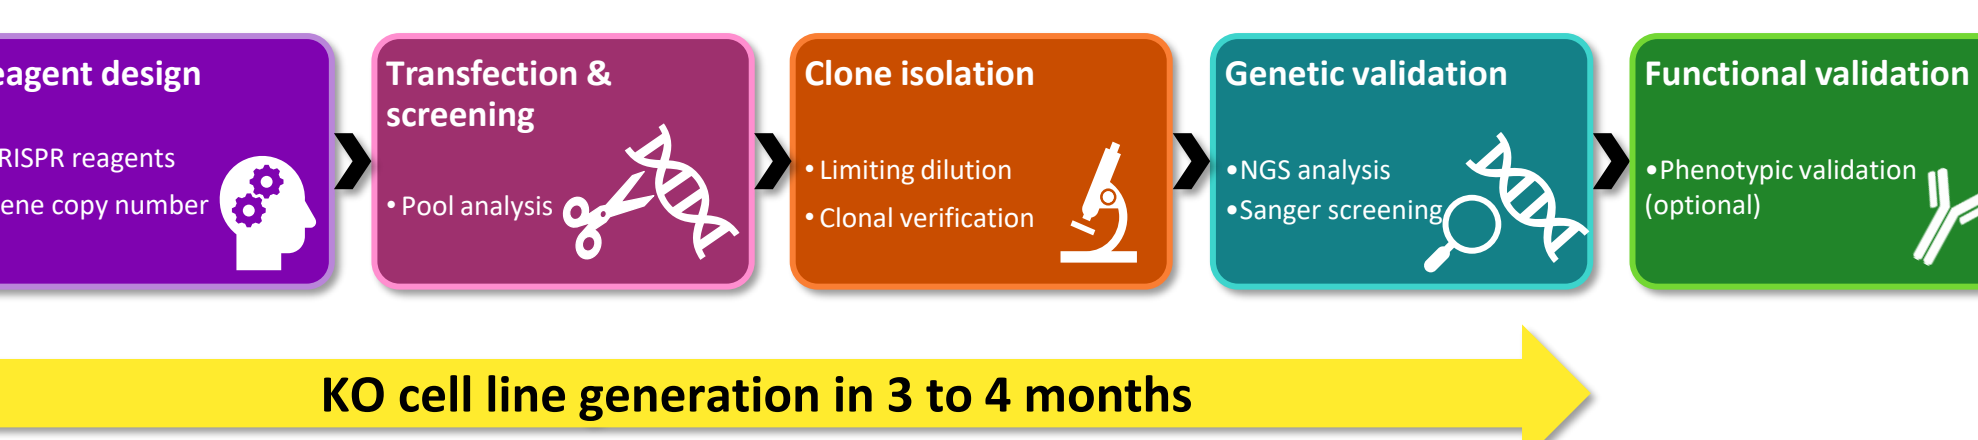 eagent design
RISPR reagents
ene copy number
Transfection &
screening
• Pool analysis
Clone isolation
• Limiting dilution
• Clonal verification
Genetic validation
•NGS analysis
•Sanger screening
Functional validation
•Phenotypic validation
(optional)
KO cell line generation in 3 to 4 months